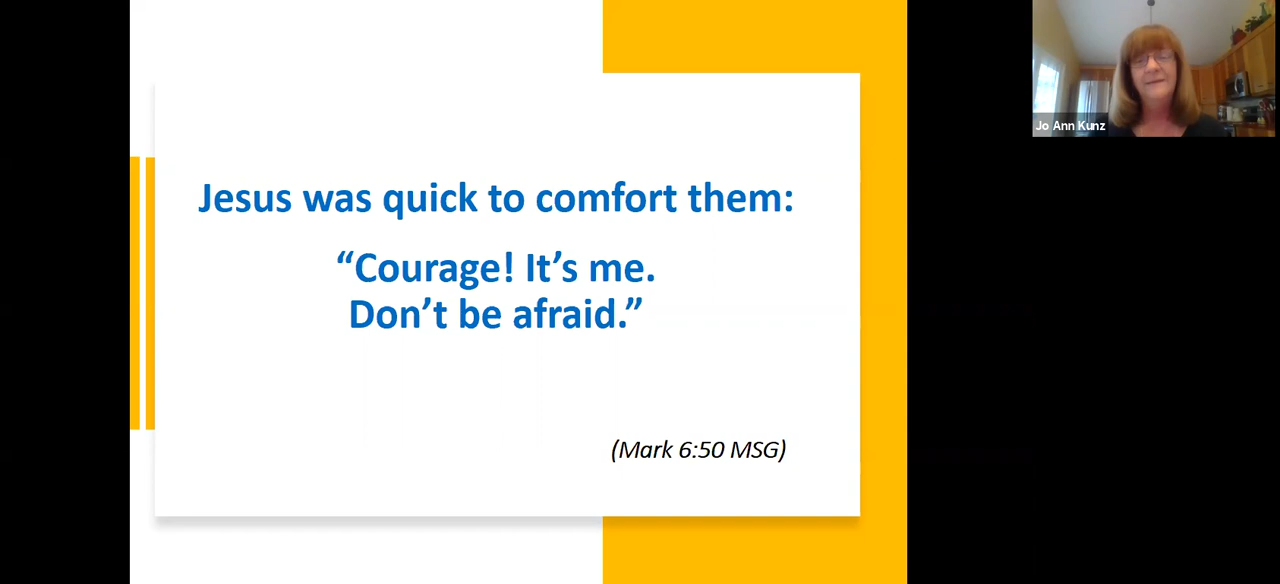 Jesus was quick to comfort them:
“Courage! It’s me.
Don’t be afraid.”
(Mark 6:50 MSG)
Jo Ann Kunz